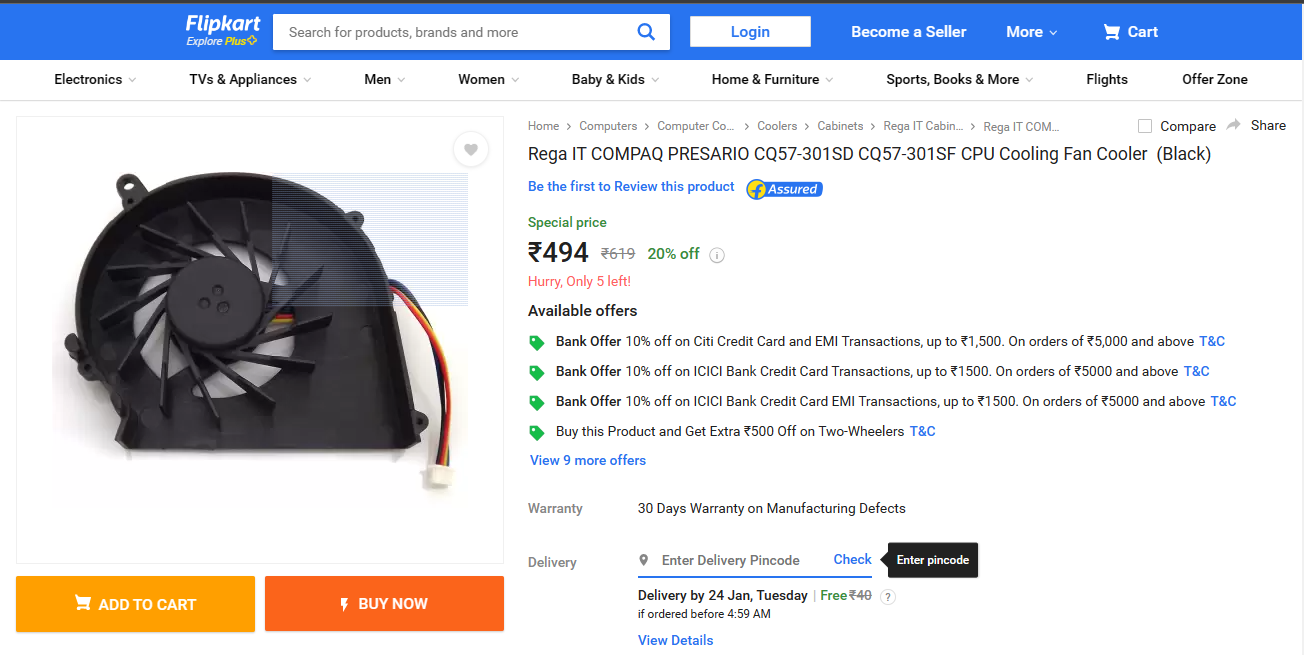 Flipkart
Explore Plus
Search for products, brands and more
Login
Become a Seller
More
Cart
Electronics
TVs & Appliances
Men
Women
Baby & Kids
Home & Furniture
Sports, Books & More
Flights
Offer Zone
Home > Computers > Computer Co... > Coolers > Cabinets > Rega IT Cabin... > Rega IT COM...
Compare
Share
Rega IT COMPAQ PRESARIO CQ57-301SD CQ57-301SF CPU Cooling Fan Cooler (Black)
Be the first to Review this product
f Assured
Special price
₹494 ₹619 20% off i
Hurry, Only 5 left!
Available offers
Bank Offer 10% off on Citi Credit Card and EMI Transactions, up to ₹1,500. On orders of ₹5,000 and above T&C
Bank Offer 10% off on ICICI Bank Credit Card Transactions, up to ₹1500. On orders of ₹5000 and above T&C
Bank Offer 10% off on ICICI Bank Credit Card EMI Transactions, up to ₹1500. On orders of ₹5000 and above T&C
Buy this Product and Get Extra ₹500 Off on Two-Wheelers T&C
View 9 more offers
Warranty
30 Days Warranty on Manufacturing Defects
Delivery
Enter Delivery Pincode
Check
Enter pincode
Delivery by 24 Jan, Tuesday | Free ₹40 ?
if ordered before 4:59 AM
View Details
ADD TO CART
BUY NOW